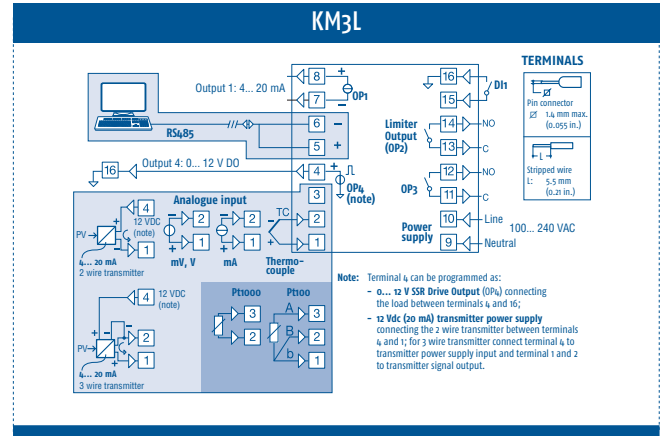 KM3L
TERMINALS
Output 1: 4... 20 mA
8 +
OP1
7 −
6 −
5 +
RS485
16
DI1
15
Limiter
Output
(OP2)
14 NO
13 C
12 NO
OP3
11 C
Power
supply
10 Line
9 Neutral
100... 240 VAC
Pin connector
Ø 1.4 mm max.
(0.055 in.)
L
Stripped wire
L: 5.5 mm
(0.21 in.)
16
Output 4: 0... 12 V DO
4 +
OP4
(note)
3
TC
2
1
Thermo-
couple
Analogue input
4
12 VDC
(note)
PV
+
−
1
4... 20 mA
2 wire transmitter
− 2
+ 1
mV, V
− 2
+ 1
mA
− 2
+ 1
4
12 VDC
(note)
PV
+ −
2
+
1
4... 20 mA
3 wire transmitter
Pt1000
3
2
Pt100
A 3
B 2
b 1
Note: Terminal 4 can be programmed as:
– 0... 12 V SSR Drive Output (OP4) connecting
the load between terminals 4 and 16;
– 12 Vdc (20 mA) transmitter power supply
connecting the 2 wire transmitter between terminals
4 and 1; for 3 wire transmitter connect terminal 4 to
transmitter power supply input and terminal 1 and 2
to transmitter signal output.